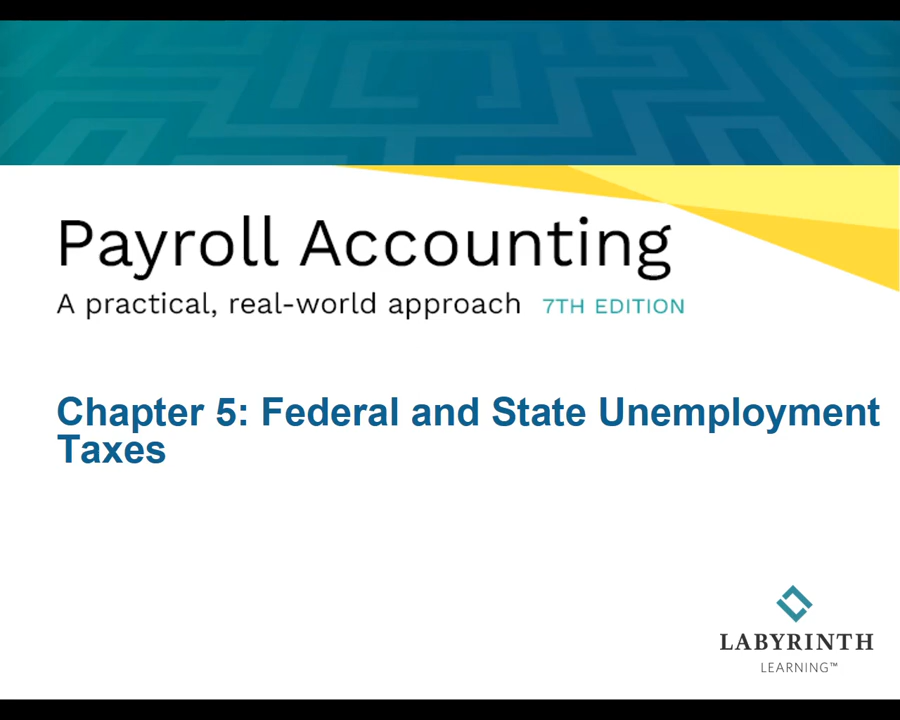 Payroll Accounting
A practical, real-world approach 7TH EDITION
Chapter 5: Federal and State Unemployment
Taxes
LABYRINTH
LEARNING™